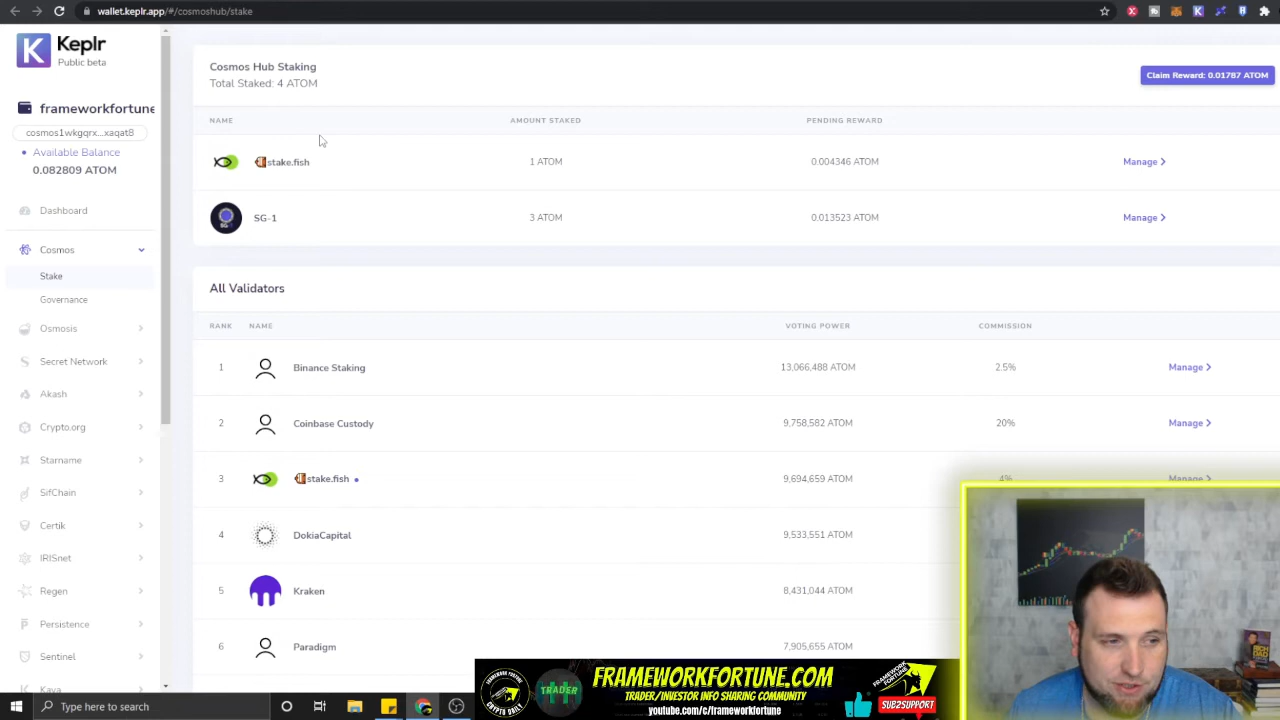 wallet.keplr.app/#/cosmoshub/stake
Keplr
Public beta
frameworkfortune
cosmos1wkgqrx...xaqat8
Available Balance
0.082809 ATOM
Dashboard
Cosmos
Stake
Governance
Osmosis
Secret Network
Akash
Crypto.org
Starname
SifChain
Certik
IRISnet
Regen
Persistence
Sentinel
Kava
Cosmos Hub Staking
Total Staked: 4 ATOM
Claim Reward: 0.01787 ATOM
NAME AMOUNT STAKED PENDING REWARD
stake.fish 1 ATOM 0.004346 ATOM Manage
SG-1 3 ATOM 0.013523 ATOM Manage
All Validators
RANK NAME VOTING POWER COMMISSION
1 Binance Staking 13,066,488 ATOM 2.5% Manage
2 Coinbase Custody 9,758,582 ATOM 20% Manage
3 stake.fish 9,694,659 ATOM 4% Manage
4 DokiaCapital 9,533,551 ATOM
5 Kraken 8,431,044 ATOM
6 Paradigm 7,905,655 ATOM
TRADER
FRAMEWORKFORTUNE.COM
TRADER/INVESTOR INFO SHARING COMMUNITY
youtube.com/c/frameworkfortune
SUB2SUPPORT
Type here to search